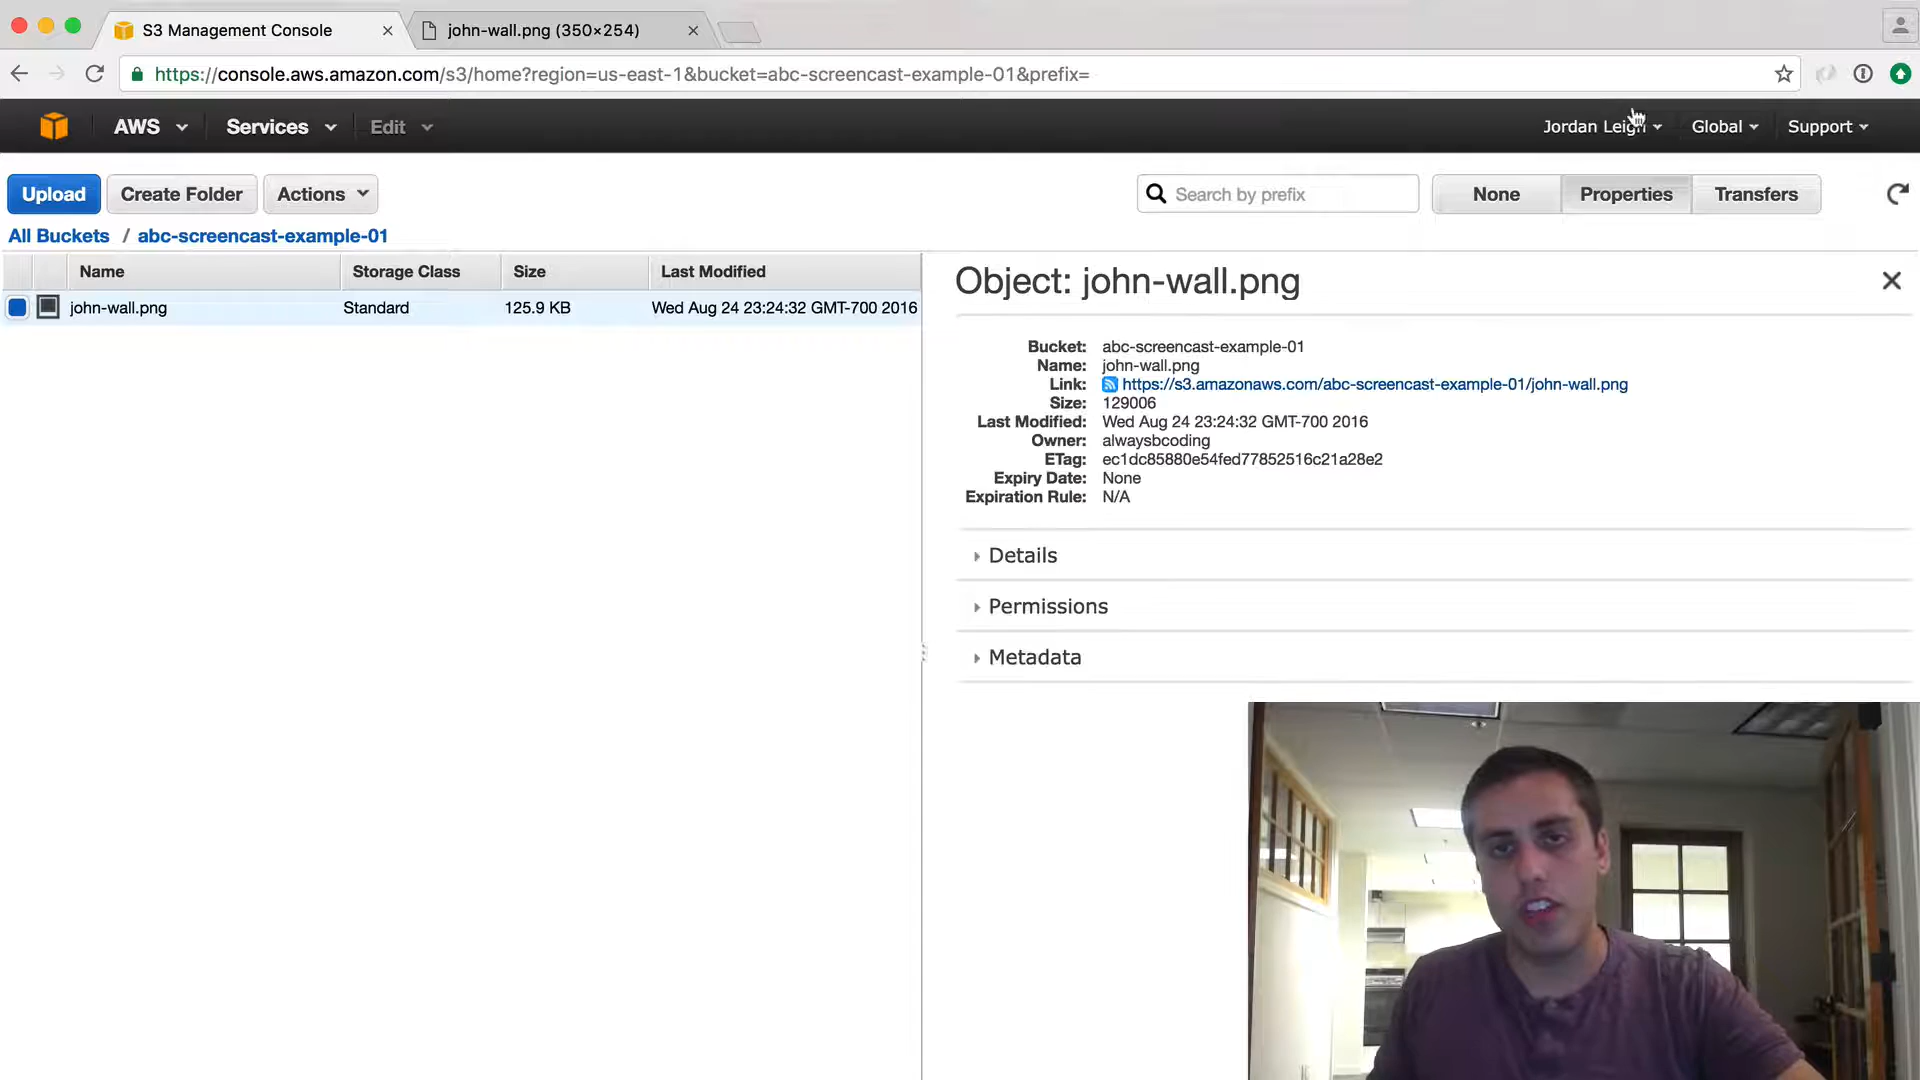 S3 Management Console
john-wall.png (350×254)
https://console.aws.amazon.com/s3/home?region=us-east-1&bucket=abc-screencast-example-01&prefix=
AWS Services Edit Jordan Leigh Global Support
Upload Create Folder Actions Search by prefix None Properties Transfers
All Buckets / abc-screencast-example-01
Name Storage Class Size Last Modified
john-wall.png Standard 125.9 KB Wed Aug 24 23:24:32 GMT-700 2016
Object: john-wall.png
Bucket: abc-screencast-example-01
Name: john-wall.png
Link: https://s3.amazonaws.com/abc-screencast-example-01/john-wall.png
Size: 129006
Last Modified: Wed Aug 24 23:24:32 GMT-700 2016
Owner: alwaysbcoding
ETag: ec1dc85880e54fed77852516c21a28e2
Expiry Date: None
Expiration Rule: N/A
Details
Permissions
Metadata